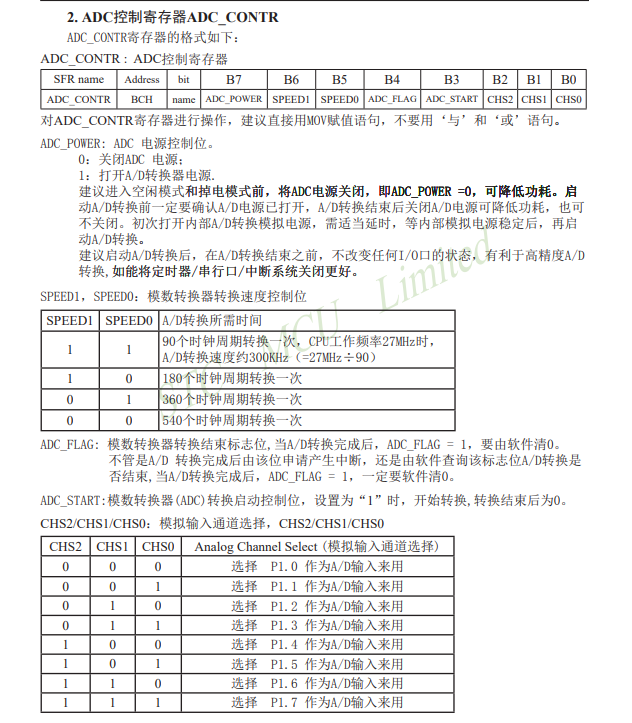 2. ADC控制寄存器ADC_CONTR
ADC_CONTR寄存器的格式如下：
ADC_CONTR : ADC控制寄存器
SFR name Address bit B7 B6 B5 B4 B3 B2 B1 B0
ADC_CONTR BCH name ADC_POWER SPEED1 SPEED0 ADC_FLAG ADC_START CHS2 CHS1 CHS0
对ADC_CONTR寄存器进行操作，建议直接用MOV赋值语句，不要用‘与’和‘或’语句。
ADC_POWER: ADC 电源控制位。
0：关闭ADC 电源；
1：打开A/D转换器电源.
建议进入空闲模式和掉电模式前，将ADC电源关闭，即ADC_POWER =0，可降低功耗。启
动A/D转换前一定要确认A/D电源已打开，A/D转换结束后关闭A/D电源可降低功耗，也可
不关闭。初次打开内部A/D转换模拟电源，需适当延时，等内部模拟电源稳定后，再启
动A/D转换。
建议启动A/D转换后，在A/D转换结束之前，不改变任何I/O口的状态，有利于高精度A/D
转换,如能将定时器/串行口/中断系统关闭更好。
SPEED1，SPEED0：模数转换器转换速度控制位
SPEED1 SPEED0 A/D转换所需时间
1 1 90个时钟周期转换一次，CPU工作频率27MHz时，
A/D转换速度约300KHz（=27MHz÷90）
1 0 180个时钟周期转换一次
0 1 360个时钟周期转换一次
0 0 540个时钟周期转换一次
ADC_FLAG: 模数转换器转换结束标志位,当A/D转换完成后，ADC_FLAG = 1，要由软件清0。
不管是A/D 转换完成后由该位申请产生中断，还是由软件查询该标志位A/D转换是
否结束,当A/D转换完成后，ADC_FLAG = 1，一定要软件清0。
ADC_START:模数转换器(ADC)转换启动控制位，设置为“1”时，开始转换,转换结束后为0。
CHS2/CHS1/CHS0：模拟输入通道选择，CHS2/CHS1/CHS0
CHS2 CHS1 CHS0 Analog Channel Select (模拟输入通道选择)
0 0 0 选择 P1.0 作为A/D输入来用
0 0 1 选择 P1.1 作为A/D输入来用
0 1 0 选择 P1.2 作为A/D输入来用
0 1 1 选择 P1.3 作为A/D输入来用
1 0 0 选择 P1.4 作为A/D输入来用
1 0 1 选择 P1.5 作为A/D输入来用
1 1 0 选择 P1.6 作为A/D输入来用
1 1 1 选择 P1.7 作为A/D输入来用
STC MCU Limited